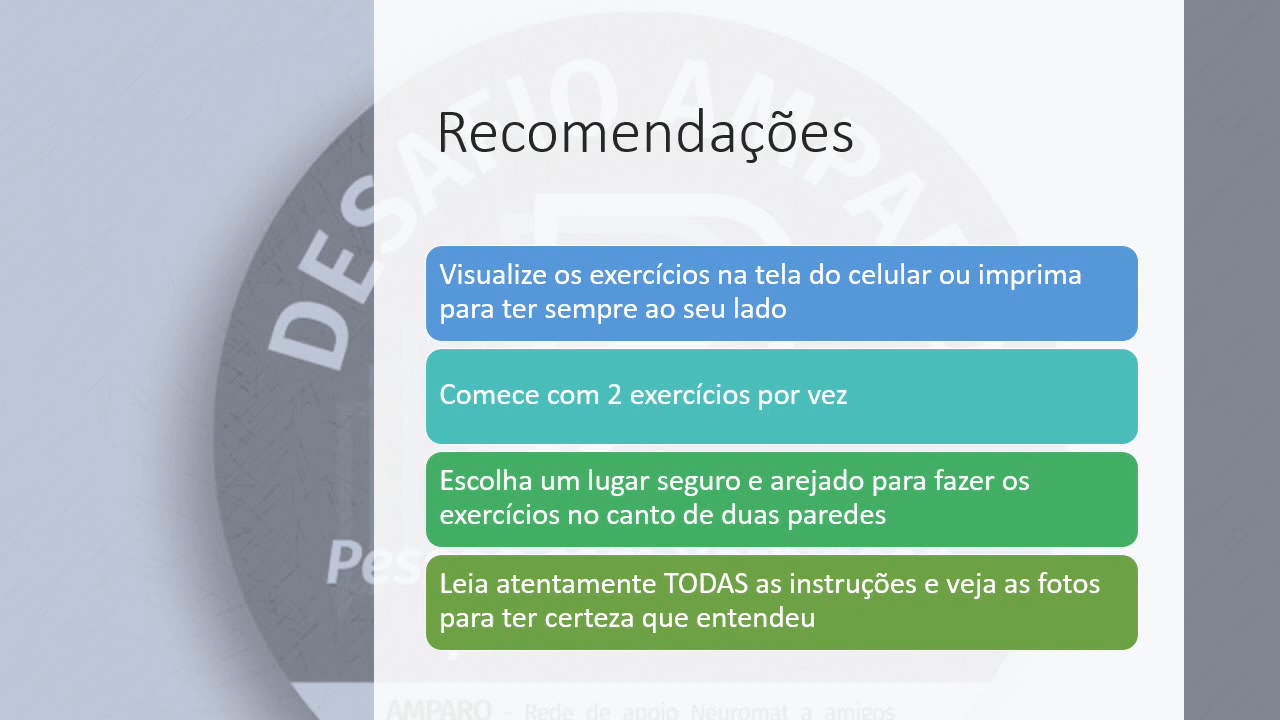 DESAFIO AMPARO
Recomendações
Visualize os exercícios na tela do celular ou imprima
para ter sempre ao seu lado
Comece com 2 exercícios por vez
Escolha um lugar seguro e arejado para fazer os
exercícios no canto de duas paredes
Leia atentamente TODAS as instruções e veja as fotos
para ter certeza que entendeu
AMPARO - Rede de apoio Neuromat a amigos